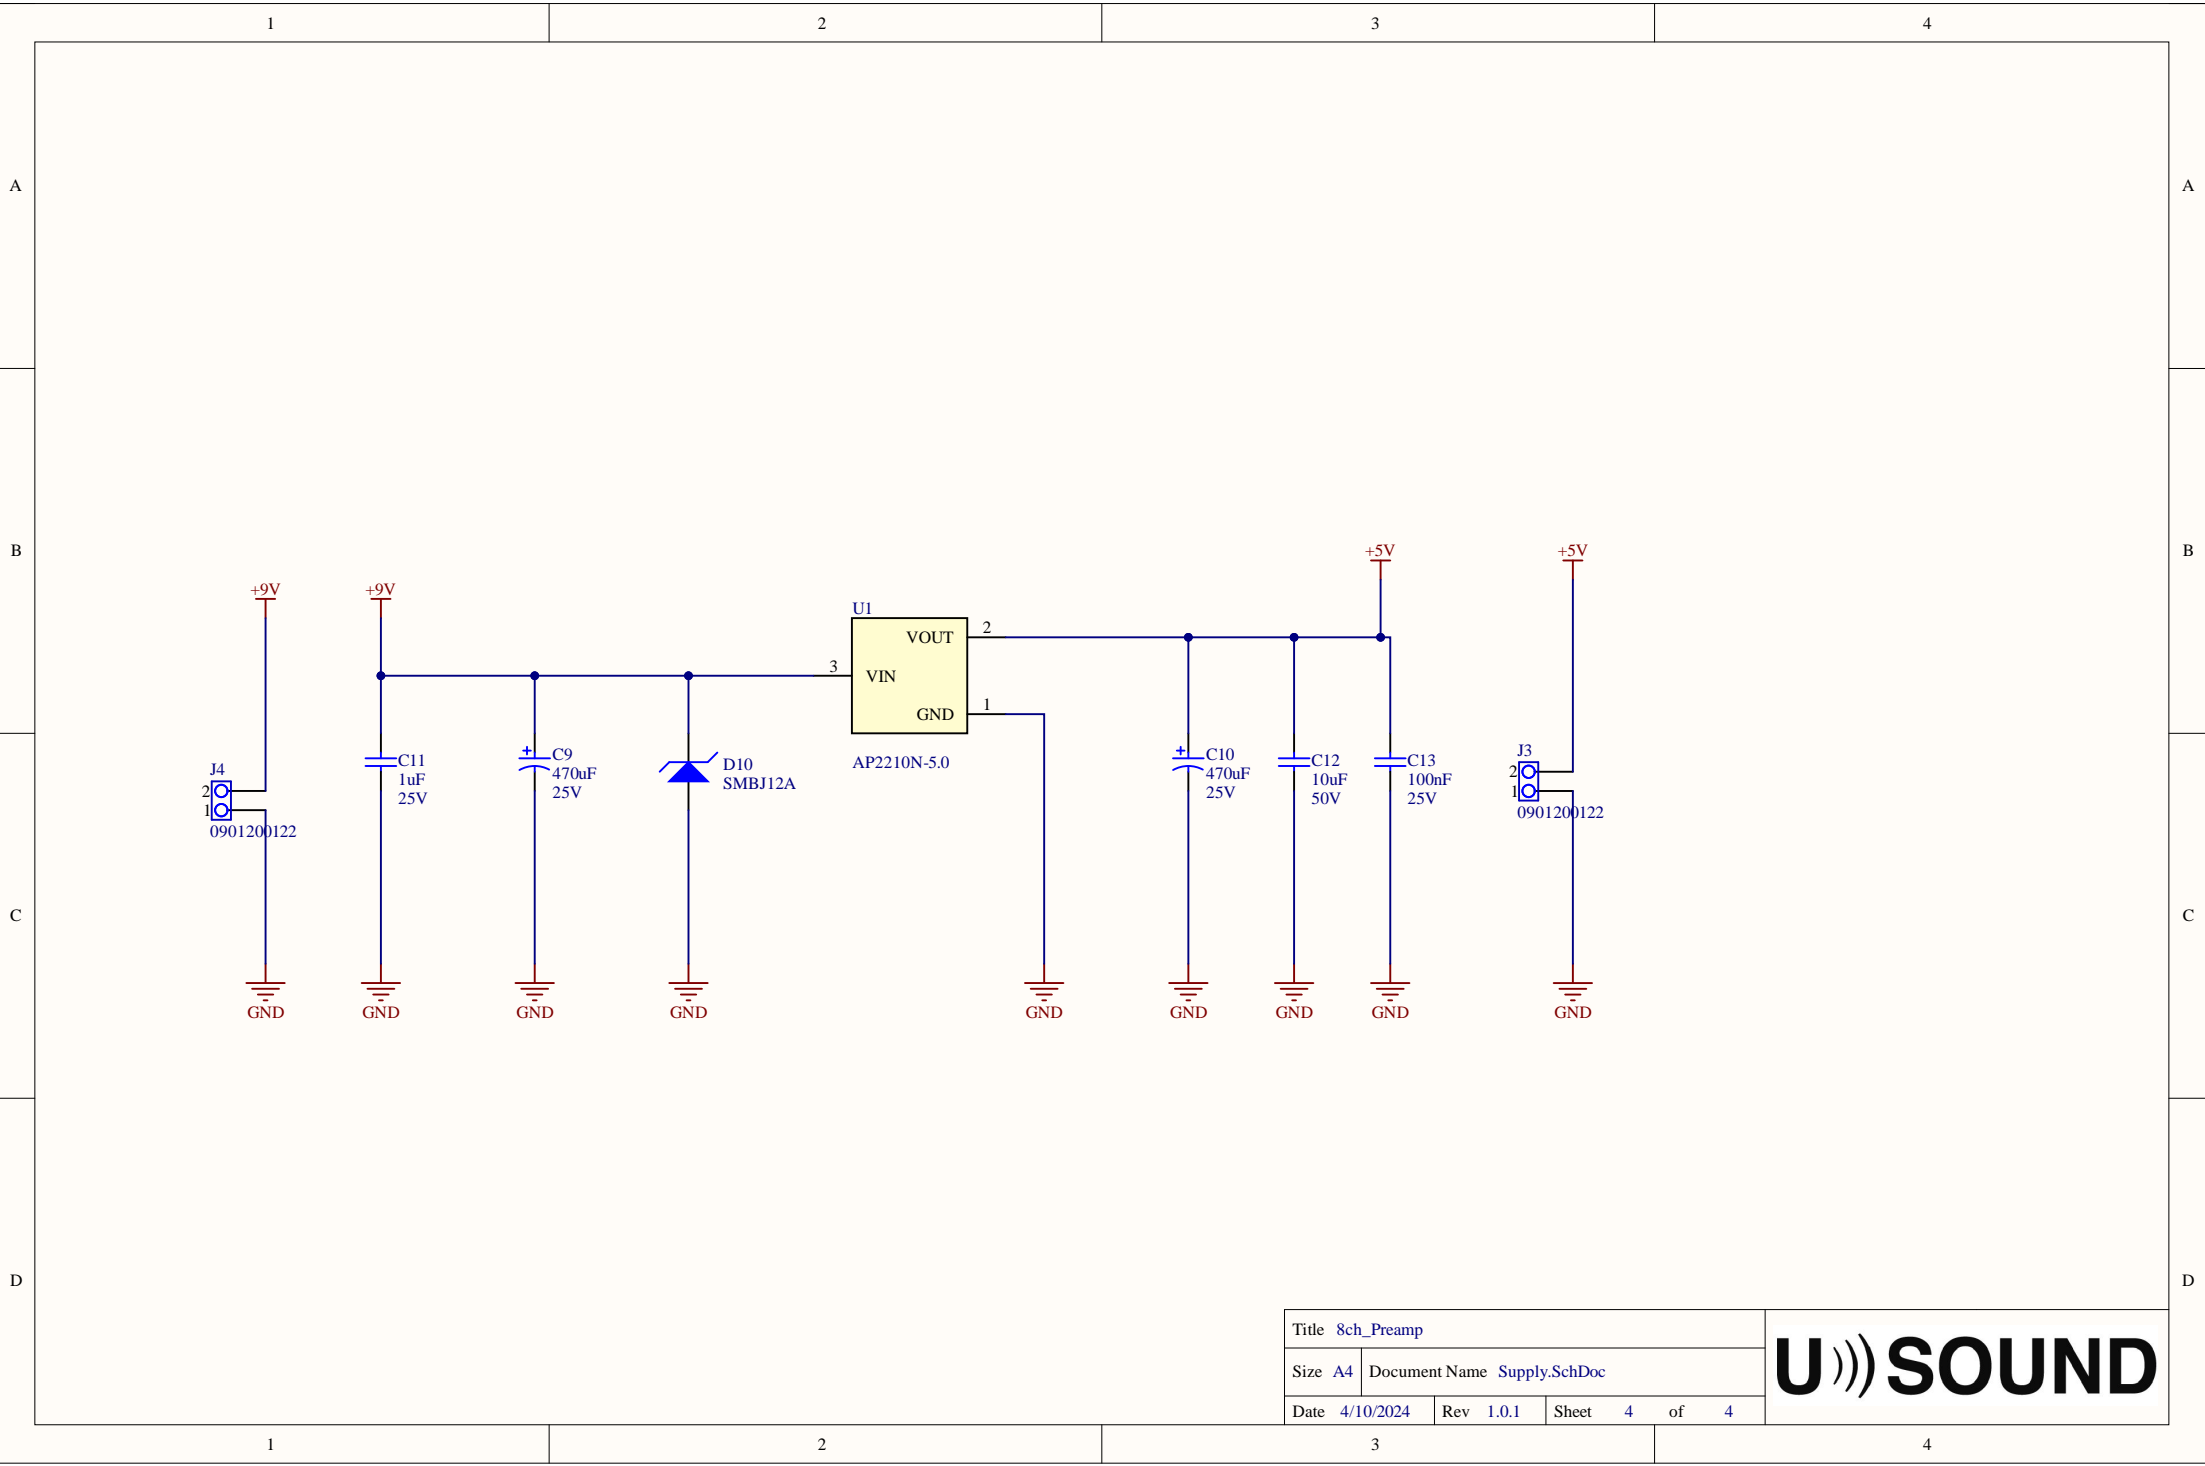 1 2 3 4
A A
B B
C C
D D
+9V
J4
2
1
0901200122
GND
+9V
C11
1uF
25V
GND
C9
470uF
25V
GND
D10
SMBJ12A
GND
U1
3
VIN
VOUT
2
GND
1
AP2210N-5.0
GND
C10
470uF
25V
GND
C12
10uF
50V
GND
+5V
C13
100nF
25V
GND
+5V
J3
2
1
0901200122
GND
Title 8ch_Preamp
Size A4 Document Name Supply.SchDoc
Date 4/10/2024 Rev 1.0.1 Sheet 4 of 4
U SOUND
1 2 3 4